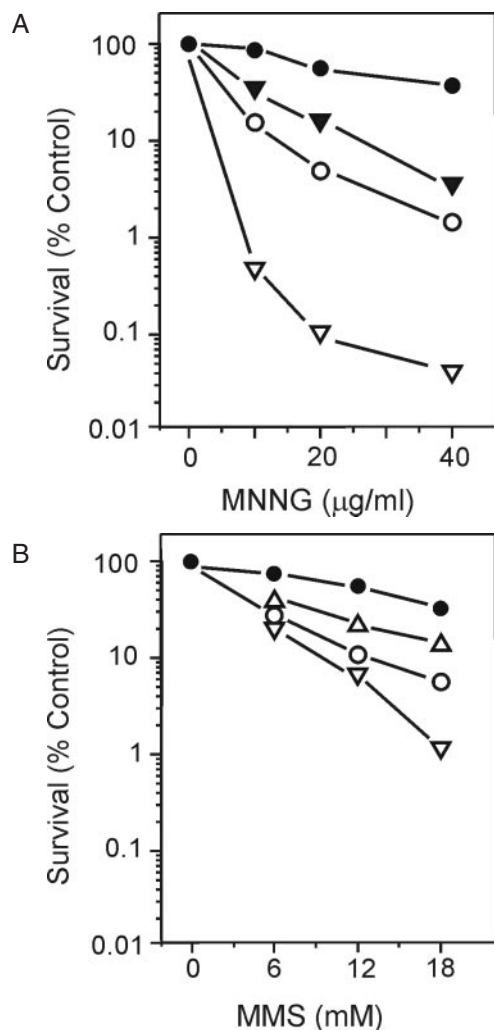 A
100
10
1
0.1
0.01
Survival (% Control)
0 20 40
MNNG (μg/ml)
B
100
10
1
0.1
0.01
Survival (% Control)
0 6 12 18
MMS (mM)